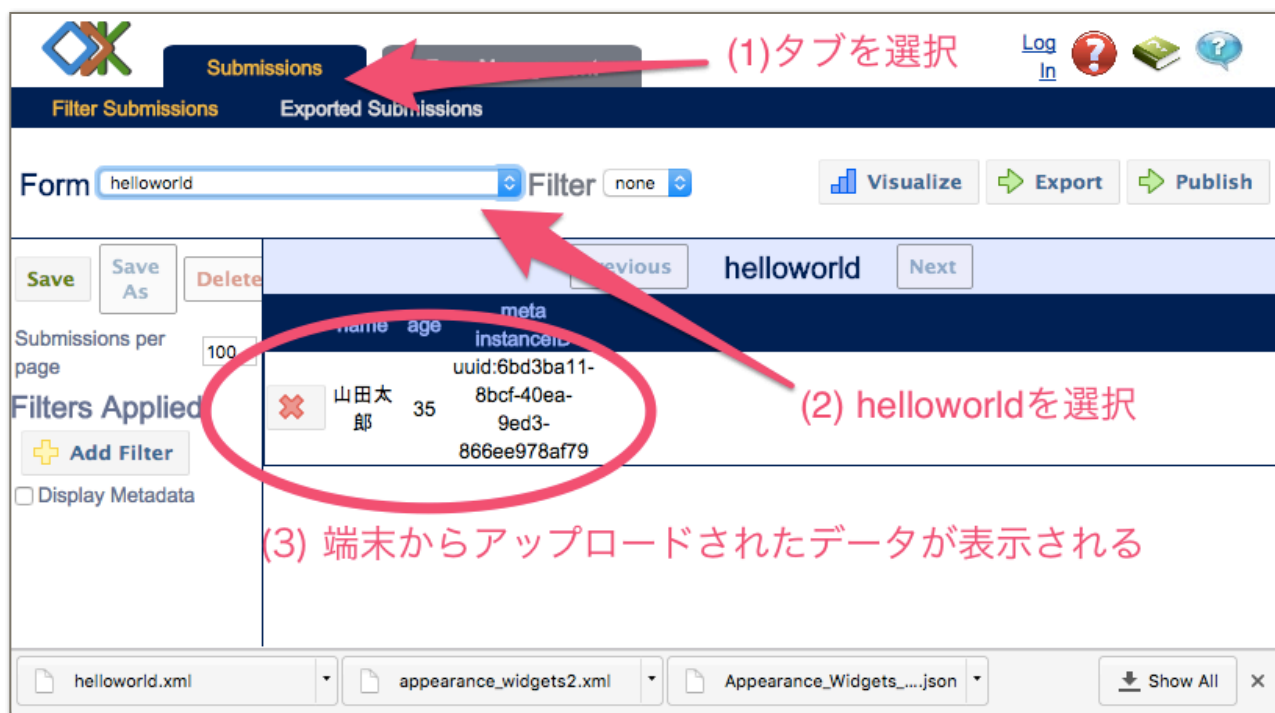 (1)タブを選択
Log In
Submissions
Filter Submissions
Exported Submissions
Form helloworld Filter none
Visualize
Export
Publish
Save
Save As
Delete
Previous
helloworld
Next
Submissions per page 100
Filters Applied
Add Filter
Display Metadata
name age meta instanceID
山田太郎 35 uuid:6bd3ba11-8bcf-40ea-9ed3-866ee978af79
(2) helloworldを選択
(3) 端末からアップロードされたデータが表示される
helloworld.xml
appearance_widgets2.xml
Appearance_Widgets_....json
Show All